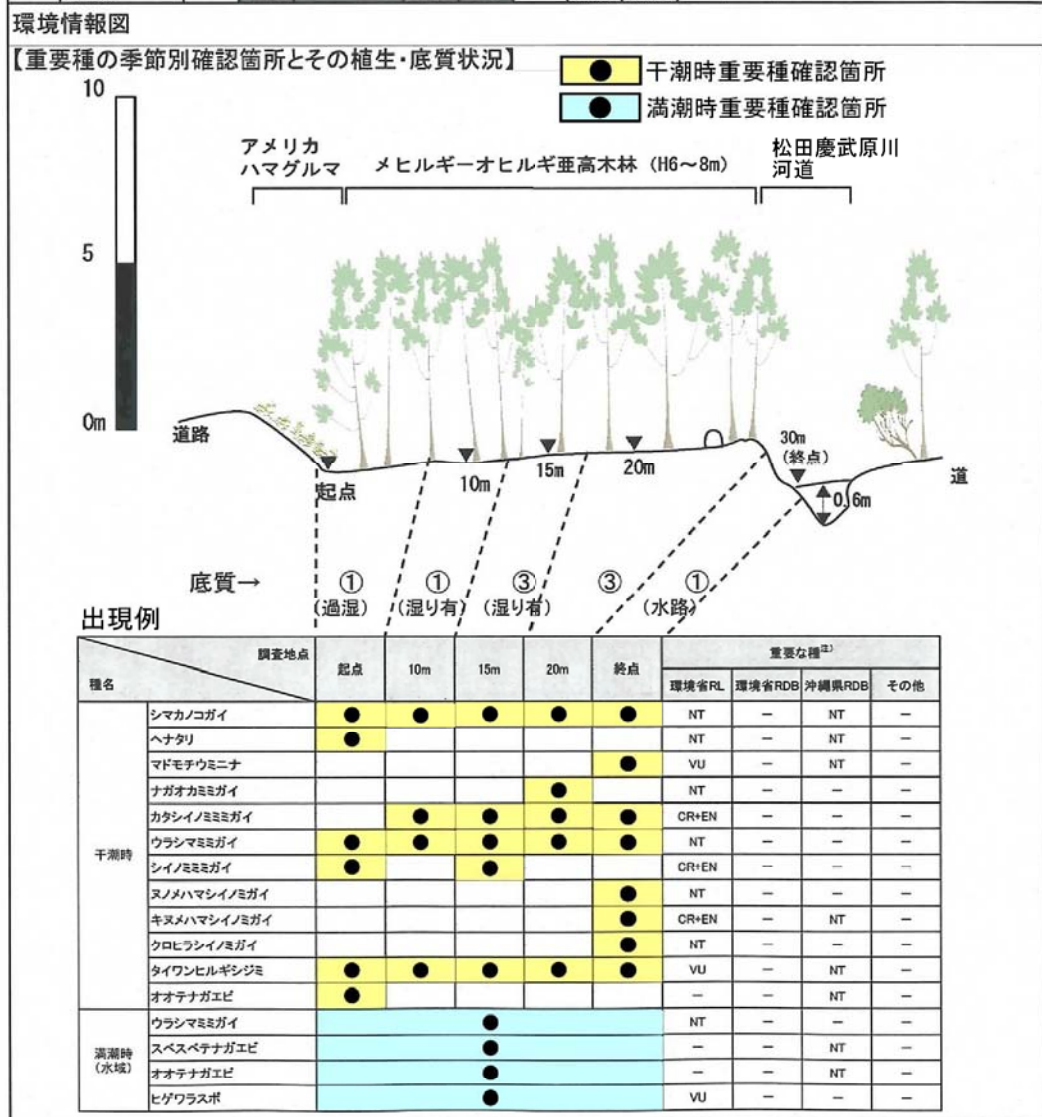 環境情報図
【重要種の季節別確認箇所とその植生・底質状況】
● 干潮時重要種確認箇所
● 満潮時重要種確認箇所
10
5
0m
アメリカ
ハマグルマ
メヒルギーオヒルギ亜高木林 (H6～8m)
松田慶武原川
河道
道路
起点
10m
15m
20m
30m
(終点)
0.6m
道
底質→
① ① ③ ③ ①
(過湿) (湿り有) (湿り有) (水路)
出現例
調査地点
種名
起点 10m 15m 20m 終点 重要な種注)
環境省RL 環境省RDB 沖縄県RDB その他
干潮時
シマカノコガイ ● ● ● ● ● NT － NT －
ヘナタリ ● NT － NT －
マドモチウミニナ ● VU － NT －
ナガオカミミガイ ● NT － － －
カタシイノミミミガイ ● ● ● ● CR+EN － － －
ウラシマミミガイ ● ● ● ● ● NT － － －
シイノミミミガイ ● ● CR+EN － － －
ヌノメハマシイノミガイ ● NT － － －
キヌメハマシイノミガイ ● CR+EN － NT －
クロヒラシイノミガイ ● NT － － －
タイワンヒルギシジミ ● ● ● ● ● VU － NT －
オオテナガエビ ● － － NT －
満潮時
(水域)
ウラシマミミガイ ● NT － － －
スベスベテナガエビ ● － － NT －
オオテナガエビ ● － － NT －
ヒゲワラスボ ● VU － － －